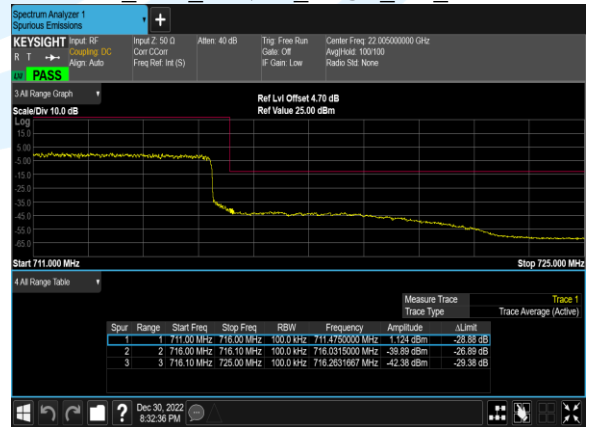 Spectrum Analyzer 1
Spurious Emissions
KEYSIGHT Input: RF Input Z: 50 Ω Atten: 40 dB Trig: Free Run Center Freq: 22.005000000 GHz
R T Coupling: DC Corr CCorr Gate: Off Avg|Hold: 100/100
Align: Auto Freq Ref: Int (S) IF Gain: Low Radio Std: None
LM PASS
3 All Range Graph
Ref Lvl Offset 4.70 dB
Scale/Div 10.0 dB Ref Value 25.00 dBm
Log
15.0
5.00
-5.00
-15.0
-25.0
-35.0
-45.0
-55.0
-65.0
Start 711.000 MHz Stop 725.000 MHz
4 All Range Table
Measure Trace Trace 1
Trace Type Trace Average (Active)
Spur Range Start Freq Stop Freq RBW Frequency Amplitude ΔLimit
1 1 711.00 MHz 716.00 MHz 100.0 kHz 711.4750000 MHz 1.124 dBm -28.88 dB
2 2 716.00 MHz 716.10 MHz 100.0 kHz 716.0315000 MHz -39.89 dBm -26.89 dB
3 3 716.10 MHz 725.00 MHz 100.0 kHz 716.2631667 MHz -42.38 dBm -29.38 dB
? Dec 30, 2022
8:32:36 PM